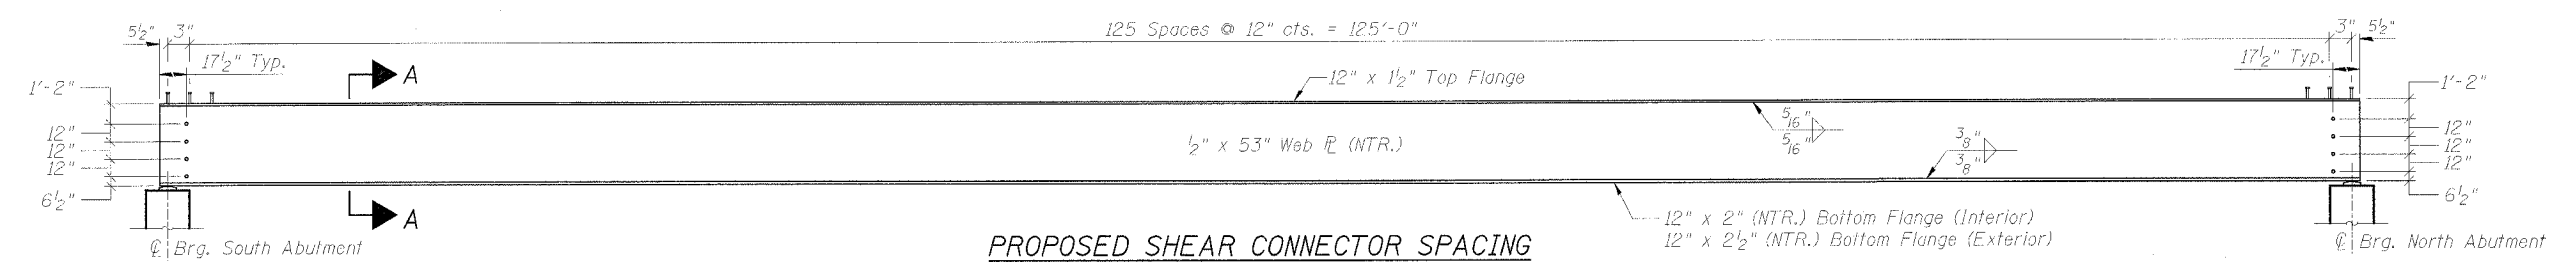 125 Spaces @ 12" cts. = 125'-0"
5½" 3"
3" 5½"
17½" Typ.
17½" Typ.
A
12" x 1½" Top Flange
1'-2"
1'-2"
12"
12"
12"
6½"
½" x 53" Web ℄ (NTR.)
5/16"
5/16"
3/8"
3/8"
12"
12"
12"
6½"
A
12" x 2" (NTR.) Bottom Flange (Interior)
12" x 2½" (NTR.) Bottom Flange (Exterior)
℄ Brg. South Abutment
PROPOSED SHEAR CONNECTOR SPACING
℄ Brg. North Abutment